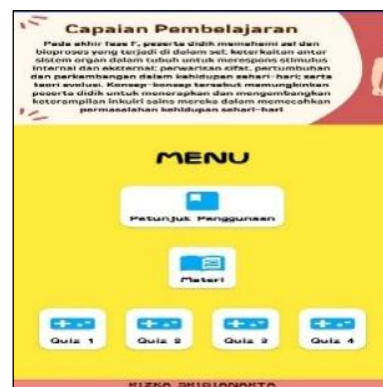 Capaian Pembelajaran
Pada akhir fase F, peserta didik memahami sel dan
bioproses yang terjadi di dalam sel; keterkaitan antar
sistem organ dalam tubuh untuk merespons stimulus
internal dan eksternal; pewarisan sifat, pertumbuhan
dan perkembangan dalam kehidupan sehari-hari; serta
teori evolusi. Konsep-konsep tersebut memungkinkan
peserta didik untuk menerapkan dan mengembangkan
keterampilan inkuiri sains mereka dalam memecahkan
permasalahan kehidupan sehari-hari
MENU
Petunjuk Penggunaan
Materi
Quiz 1
Quiz 2
Quiz 3
Quiz 4
RIZKA